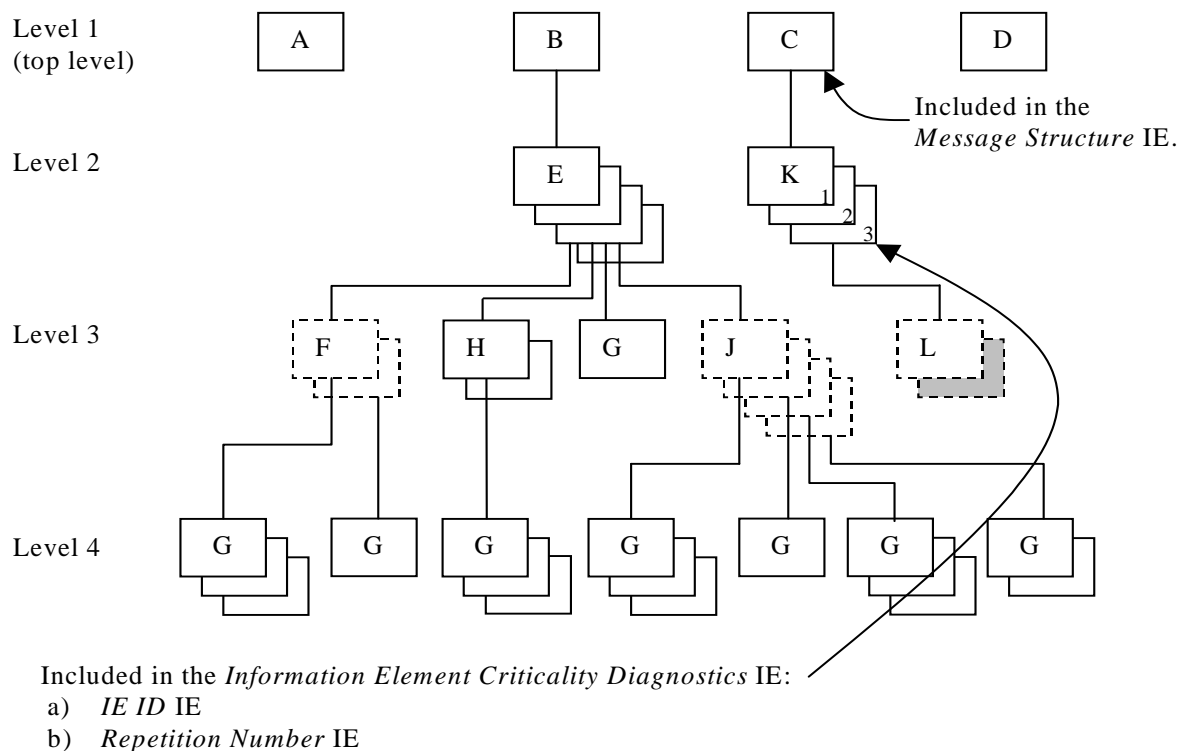 Level 1
(top level)
A
B
C
D
Included in the
Message Structure IE.
Level 2
E
K
1
2
3
Level 3
F
H
G
J
L
Level 4
G
G
G
G
G
G
G
Included in the Information Element Criticality Diagnostics IE:
a) IE ID IE
b) Repetition Number IE